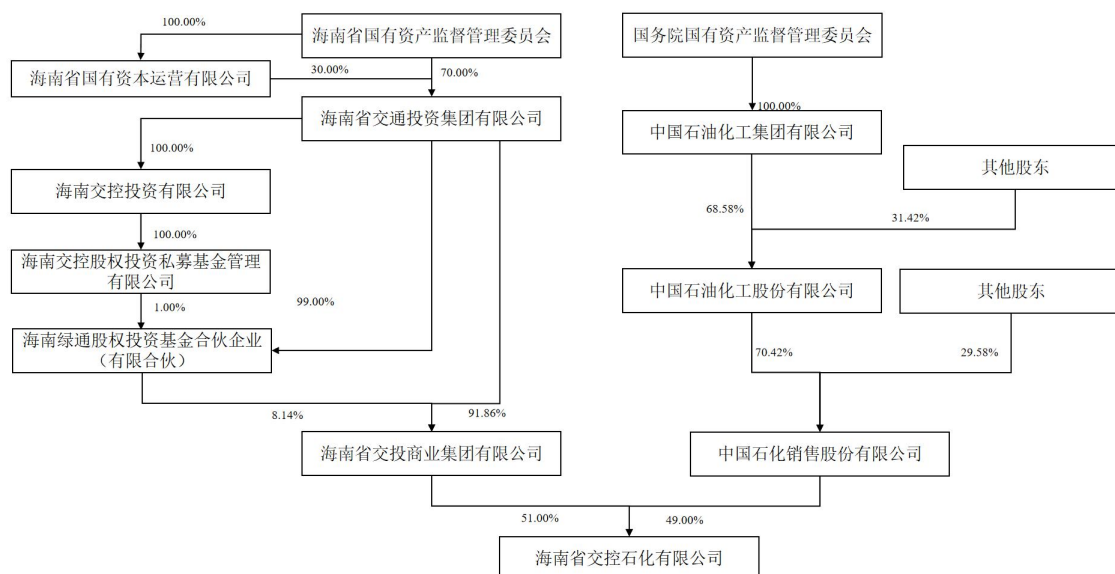 100.00%
海南省国有资产监督管理委员会
国务院国有资产监督管理委员会
海南省国有资本运营有限公司
30.00%
70.00%
100.00%
海南省交通投资集团有限公司
中国石油化工集团有限公司
100.00%
其他股东
海南交控投资有限公司
68.58%
31.42%
100.00%
海南交控股权投资私募基金管理
有限公司
中国石油化工股份有限公司
其他股东
1.00%
99.00%
海南绿通股权投资基金合伙企业
（有限合伙）
70.42%
29.58%
8.14%
91.86%
海南省交投商业集团有限公司
中国石化销售股份有限公司
51.00%
49.00%
海南省交控石化有限公司